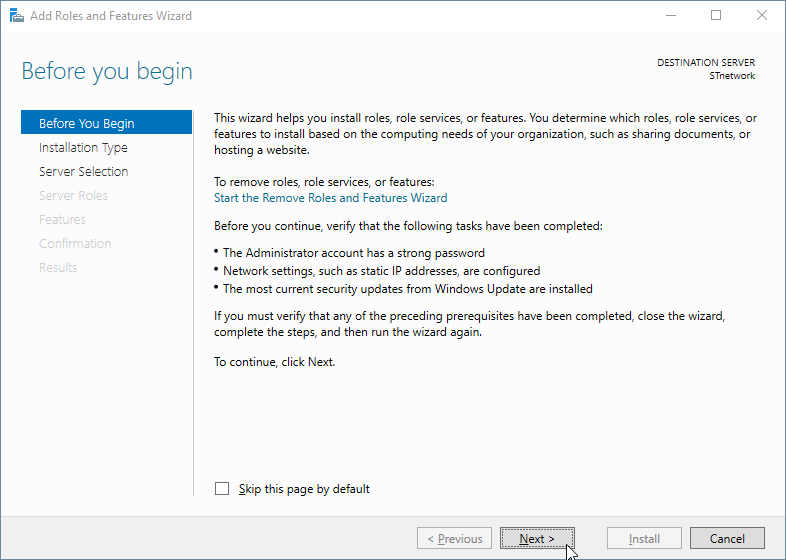 Add Roles and Features Wizard
Before you begin
DESTINATION SERVER
STnetwork
Before You Begin
Installation Type
Server Selection
Server Roles
Features
Confirmation
Results
This wizard helps you install roles, role services, or features. You determine which roles, role services, or
features to install based on the computing needs of your organization, such as sharing documents, or
hosting a website.
To remove roles, role services, or features:
Start the Remove Roles and Features Wizard
Before you continue, verify that the following tasks have been completed:
• The Administrator account has a strong password
• Network settings, such as static IP addresses, are configured
• The most current security updates from Windows Update are installed
If you must verify that any of the preceding prerequisites have been completed, close the wizard,
complete the steps, and then run the wizard again.
To continue, click Next.
Skip this page by default
< Previous
Next >
Install
Cancel